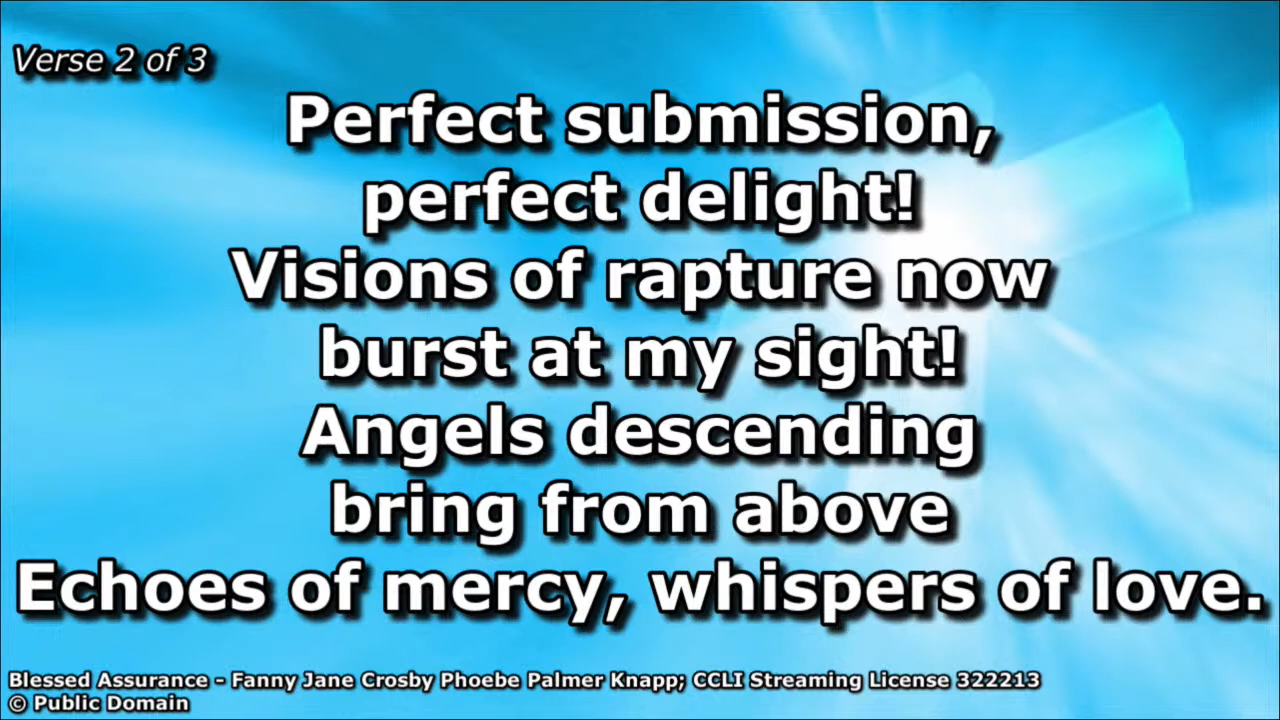 Verse 2 of 3
Perfect submission,
perfect delight!
Visions of rapture now
burst at my sight!
Angels descending
bring from above
Echoes of mercy, whispers of love.
Blessed Assurance - Fanny Jane Crosby Phoebe Palmer Knapp; CCLI Streaming License 322213
© Public Domain